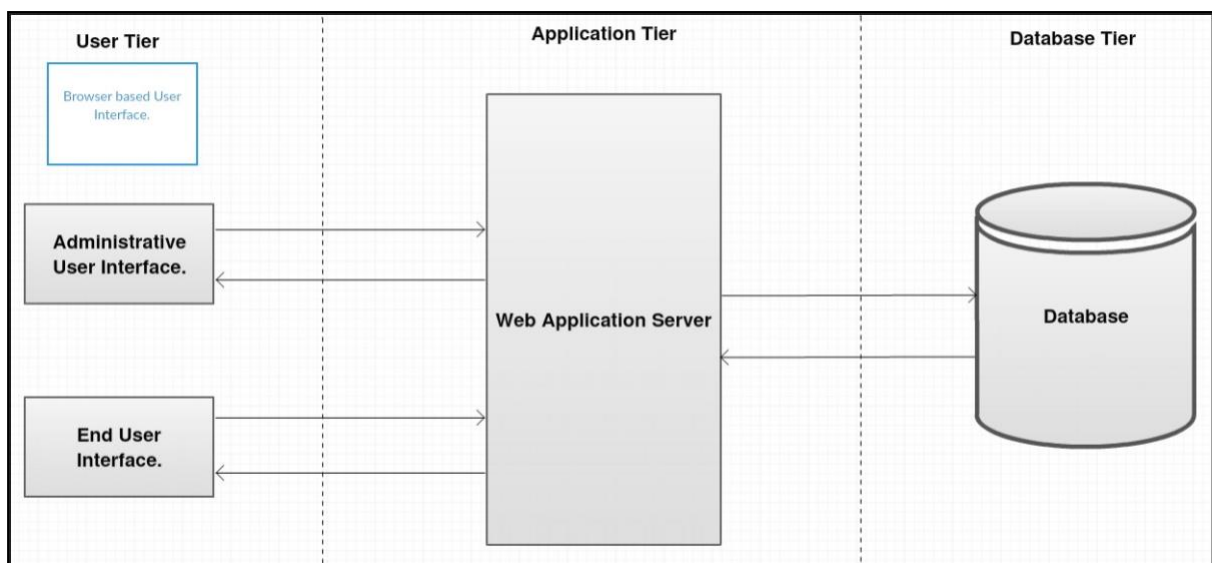 User Tier
Application Tier
Database Tier
Browser based User
Interface.
Administrative
User Interface.
Web Application Server
Database
End User
Interface.